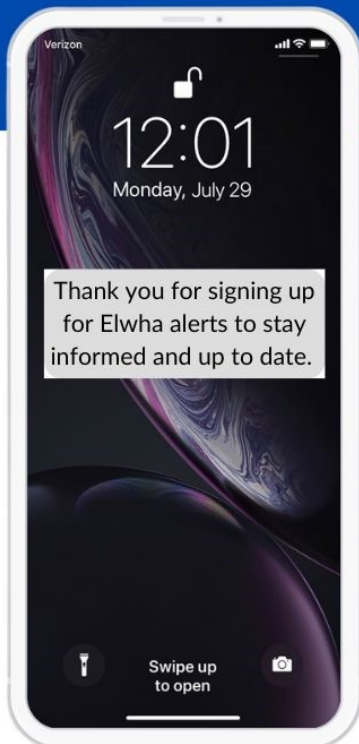 Verizon
12:01
Monday, July 29
Thank you for signing up
for Elwha alerts to stay
informed and up to date.
Swipe up
to open